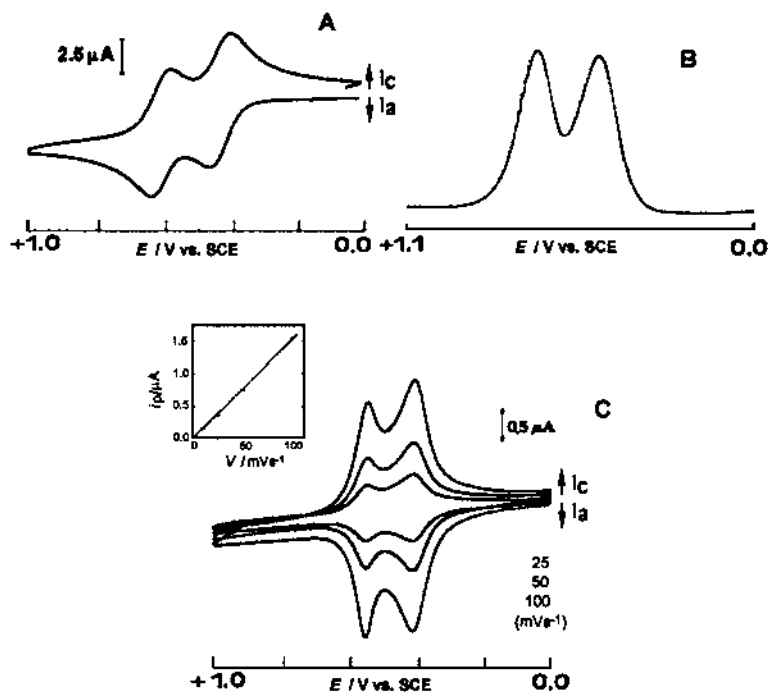 A
2.5 μA
ic
ia
+1.0
0.0
E / V vs. SCE
B
+1.1
0.0
E / V vs. SCE
1.5
1.0
0.5
0.0
ip/μA
0
50
100
V / mVs-1
C
0.5 μA
ic
ia
25
50
100
(mVs-1)
+1.0
0.0
E / V vs. SCE